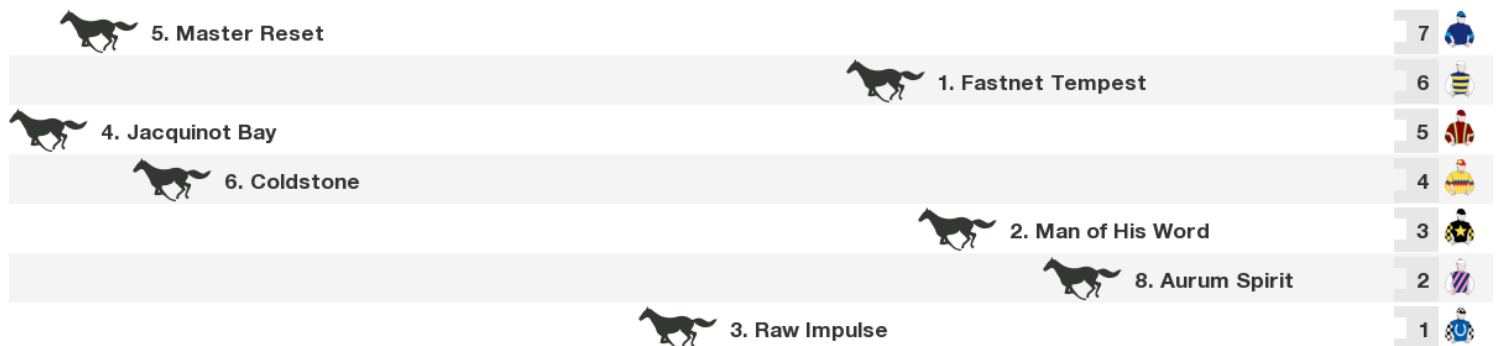 5. Master Reset 7
1. Fastnet Tempest 6
4. Jacquinot Bay 5
6. Coldstone 4
2. Man of His Word 3
8. Aurum Spirit 2
3. Raw Impulse 1